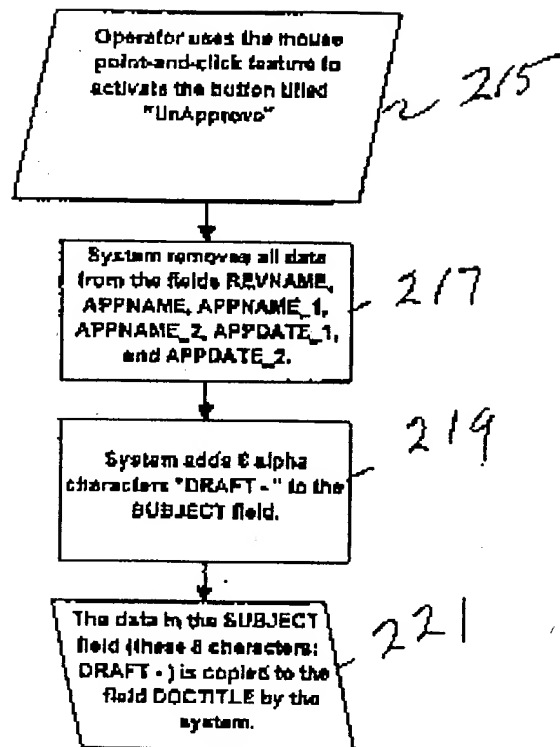 Operator uses the mouse
point-and-click feature to
activate the button titled
"UnApprove"
215
System removes all data
from the fields REVNAME,
APPNAME, APPNAME_1,
APPNAME_2, APPDATE_1,
and APPDATE_2.
217
System adds 8 alpha
characters "DRAFT - " to the
SUBJECT field.
219
The data in the SUBJECT
field (these 8 characters:
DRAFT - ) is copied to the
field DOCTITLE by the
system.
221